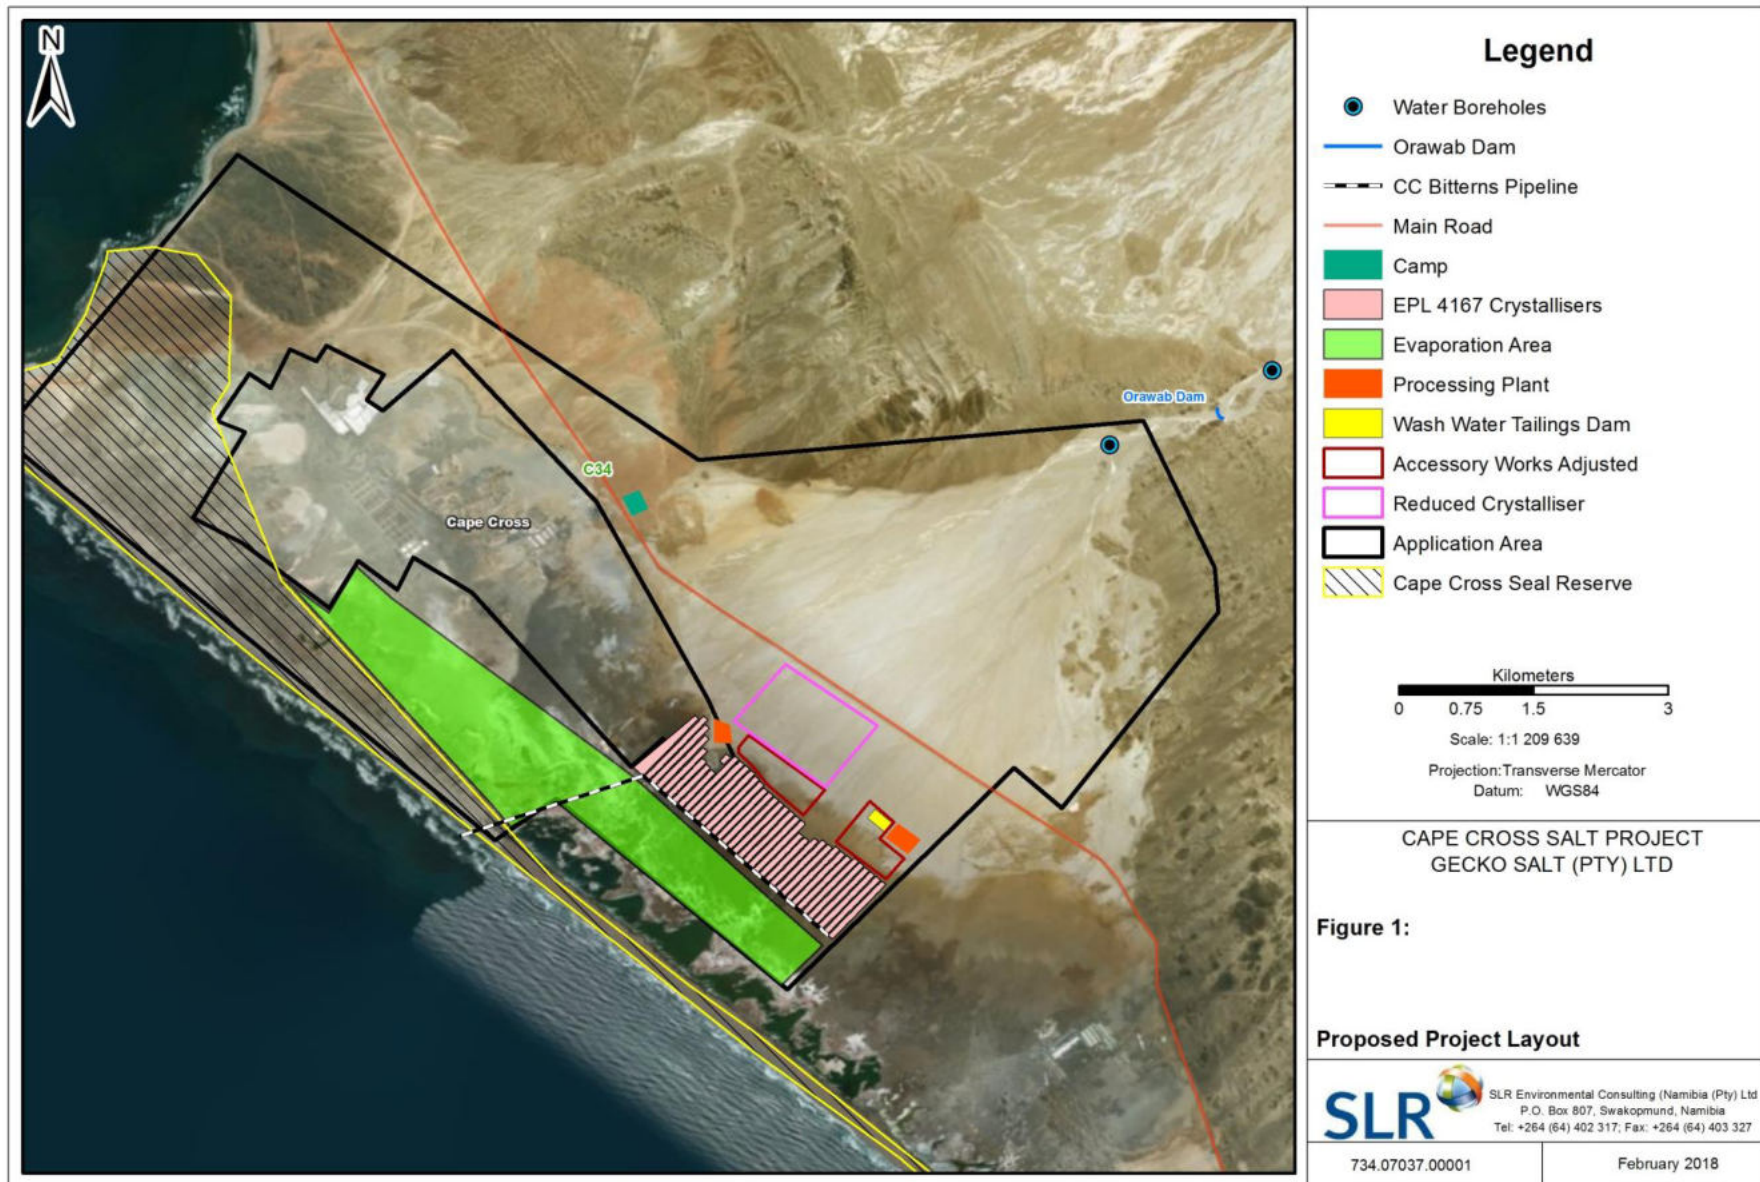 N
Orawab Dam
C34
Cape Cross
Legend
Water Boreholes
Orawab Dam
CC Bitterns Pipeline
Main Road
Camp
EPL 4167 Crystallisers
Evaporation Area
Processing Plant
Wash Water Tailings Dam
Accessory Works Adjusted
Reduced Crystalliser
Application Area
Cape Cross Seal Reserve
Kilometers
0 0.75 1.5 3
Scale: 1:1 209 639
Projection:Transverse Mercator
Datum: WGS84
CAPE CROSS SALT PROJECT
GECKO SALT (PTY) LTD
Figure 1:
Proposed Project Layout
SLR
SLR Environmental Consulting (Namibia (Pty) Ltd
P.O. Box 807, Swakopmund, Namibia
Tel: +264 (64) 402 317; Fax: +264 (64) 403 327
734.07037.00001
February 2018